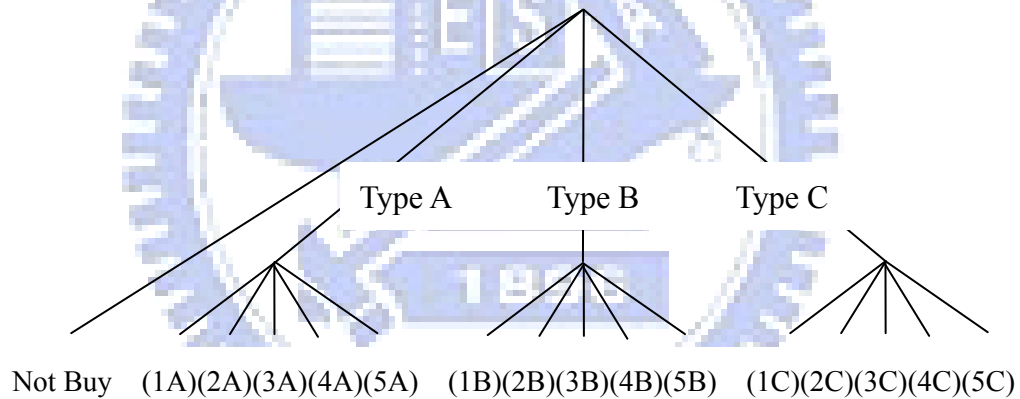 Type A Type B Type C
1896
Not Buy (1A)(2A)(3A)(4A)(5A) (1B)(2B)(3B)(4B)(5B) (1C)(2C)(3C)(4C)(5C)